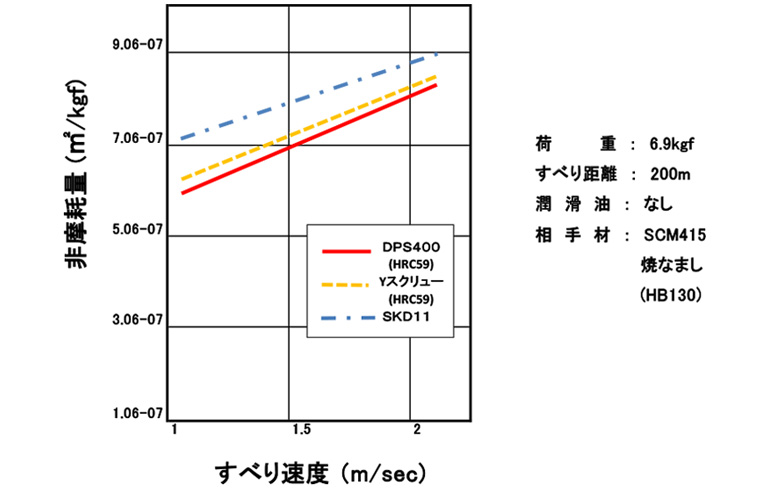 9.06-07
7.06-07
5.06-07
3.06-07
1.06-07
1
1.5
2
非摩耗量(㎡/kgf)
すべり速度 (m/sec)
DPS400
(HRC59)
Yスクリュー
(HRC59)
SKD11
荷 重 : 6.9kgf
すべり距離 : 200m
潤 滑 油 : なし
相 手 材 : SCM415
焼なまし
(HB130)